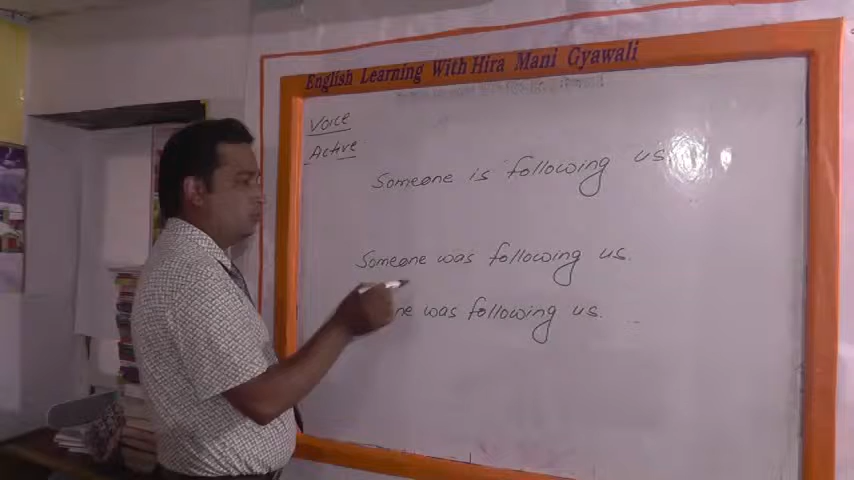 English Learning With Hira Mani Gyawali
Voice
Active
Someone is following us
Someone was following us.
ne was following us.